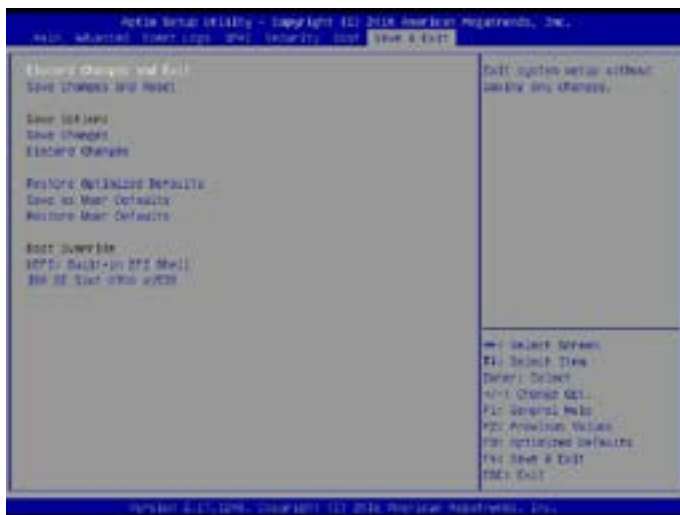 Aptio Setup Utility - Copyright (C) 2016 American Megatrends, Inc.
Main Advanced Event Logs IPMI Security Boot Save & Exit
Discard Changes and Exit
Save Changes and Reset
Save Options
Save Changes
Discard Changes
Restore Optimized Defaults
Save as User Defaults
Restore User Defaults
Boot Override
UEFI: Built-in EFI Shell
IBA GE Slot
Exit system setup without
saving any changes.
: Select Screen
: Select Item
Enter: Select
+/-: Change Opt.
F1: General Help
F2: Previous Values
F3: Optimized Defaults
F4: Save & Exit
ESC: Exit
Version Copyright (C) 2016 American Megatrends, Inc.